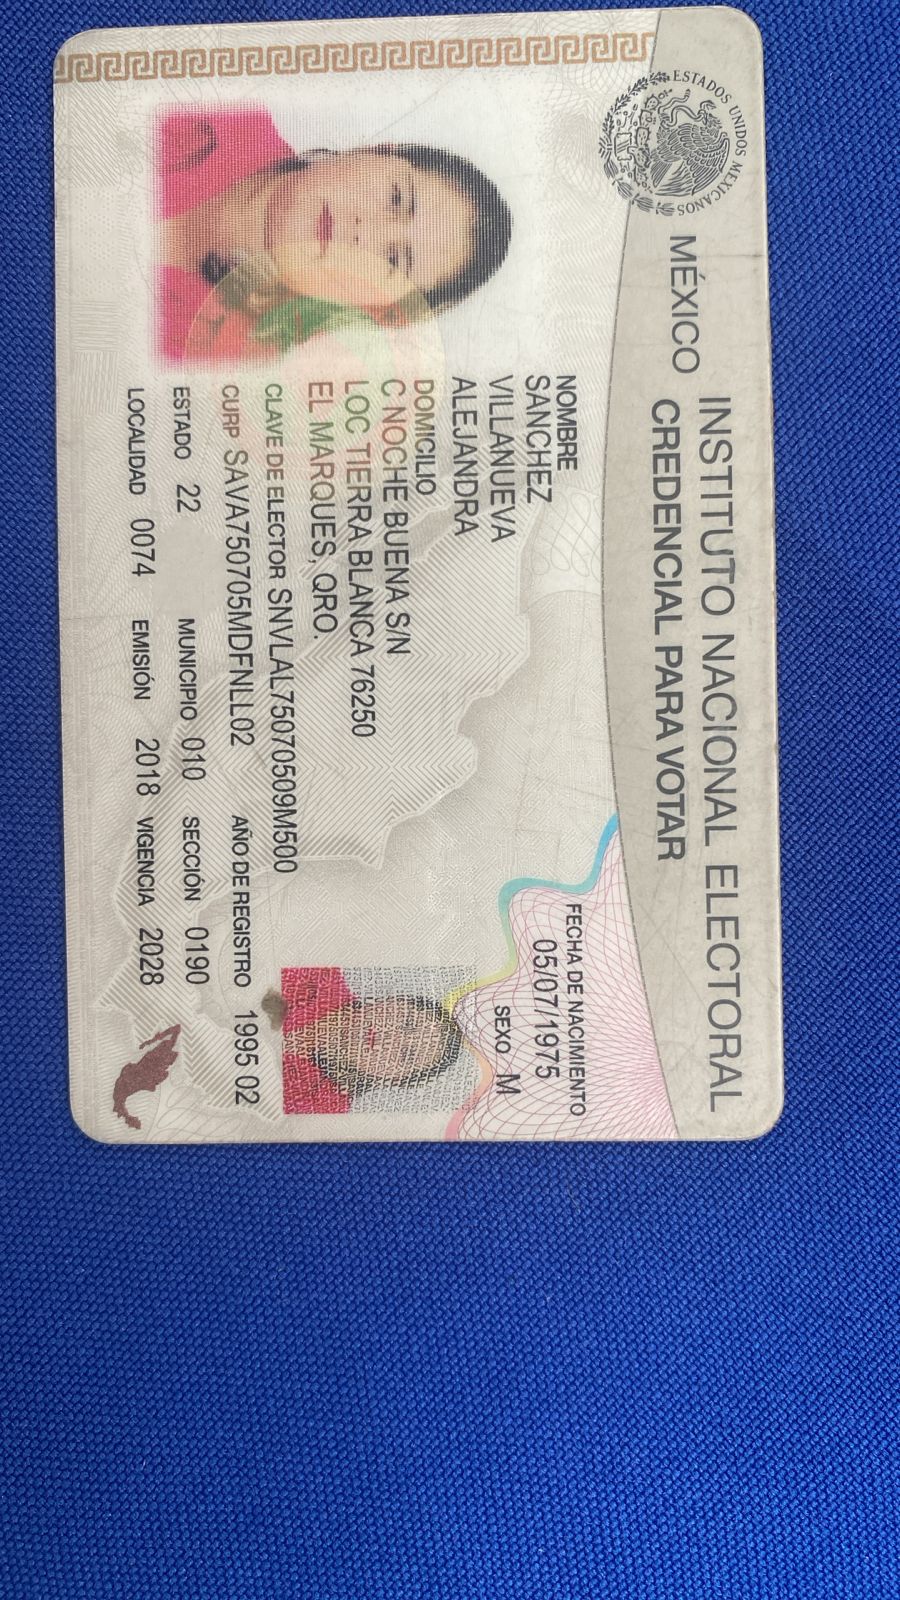 ESTADOS UNIDOS MEXICANOS
MÉXICO
INSTITUTO NACIONAL ELECTORAL
CREDENCIAL PARA VOTAR
NOMBRE
SANCHEZ
VILLANUEVA
ALEJANDRA
FECHA DE NACIMIENTO
05/07/1975
SEXO M
DOMICILIO
C NOCHE BUENA S/N
LOC TIERRA BLANCA 76250
EL MARQUES, QRO.
CLAVE DE ELECTOR SNVLAL75070509M500
CURP SAVA750705MDFNLL02 AÑO DE REGISTRO 1995 02
ESTADO 22 MUNICIPIO 010 SECCIÓN 0190
LOCALIDAD 0074 EMISIÓN 2018 VIGENCIA 2028